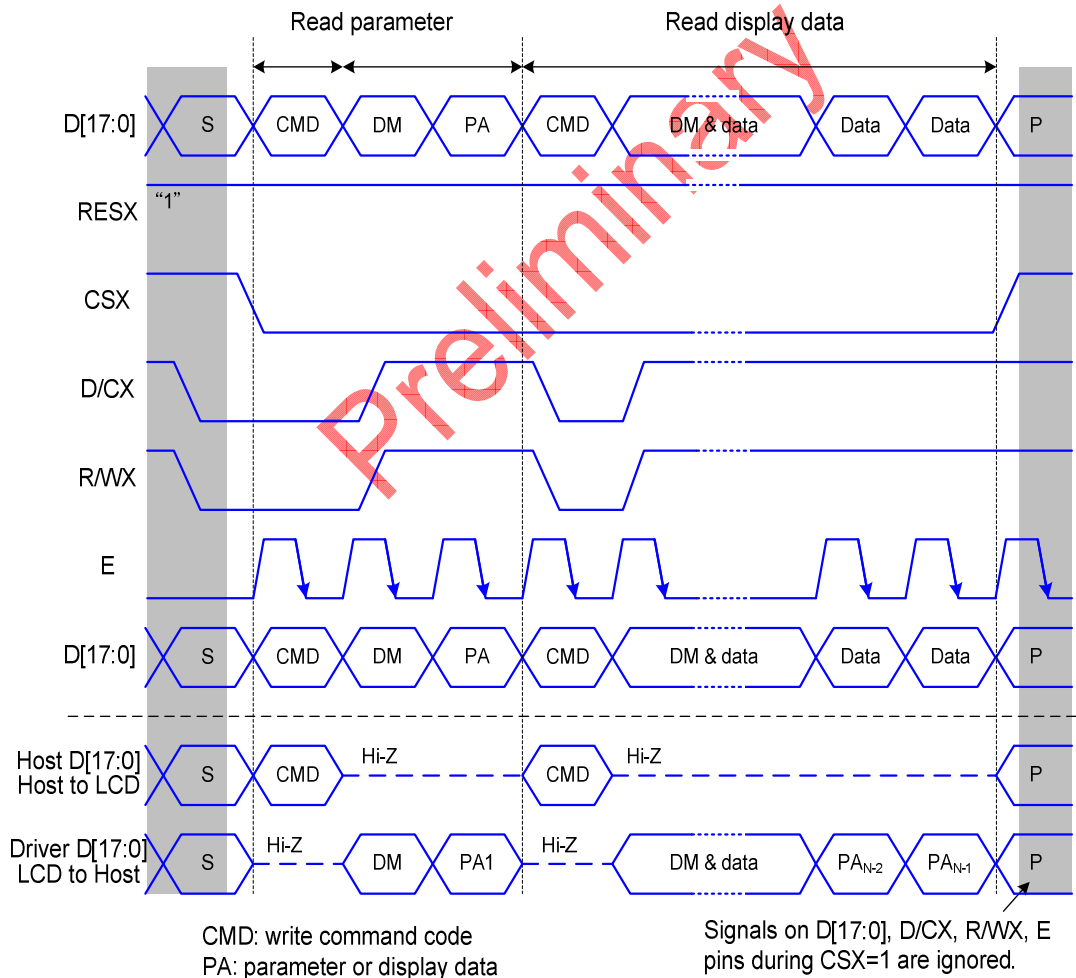 Read parameter Read display data
D[17:0] S CMD DM PA CMD DM & data Data Data P
RESX "1"
CSX
D/CX
R/WX
E
D[17:0] S CMD DM PA CMD DM & data Data Data P
Host D[17:0]
Host to LCD
S CMD Hi-Z CMD Hi-Z P
Driver D[17:0]
LCD to Host
S Hi-Z DM PA1 Hi-Z DM & data PAN-2 PAN-1 P
CMD: write command code
PA: parameter or display data
Signals on D[17:0], D/CX, R/WX, E
pins during CSX=1 are ignored.
Preliminary